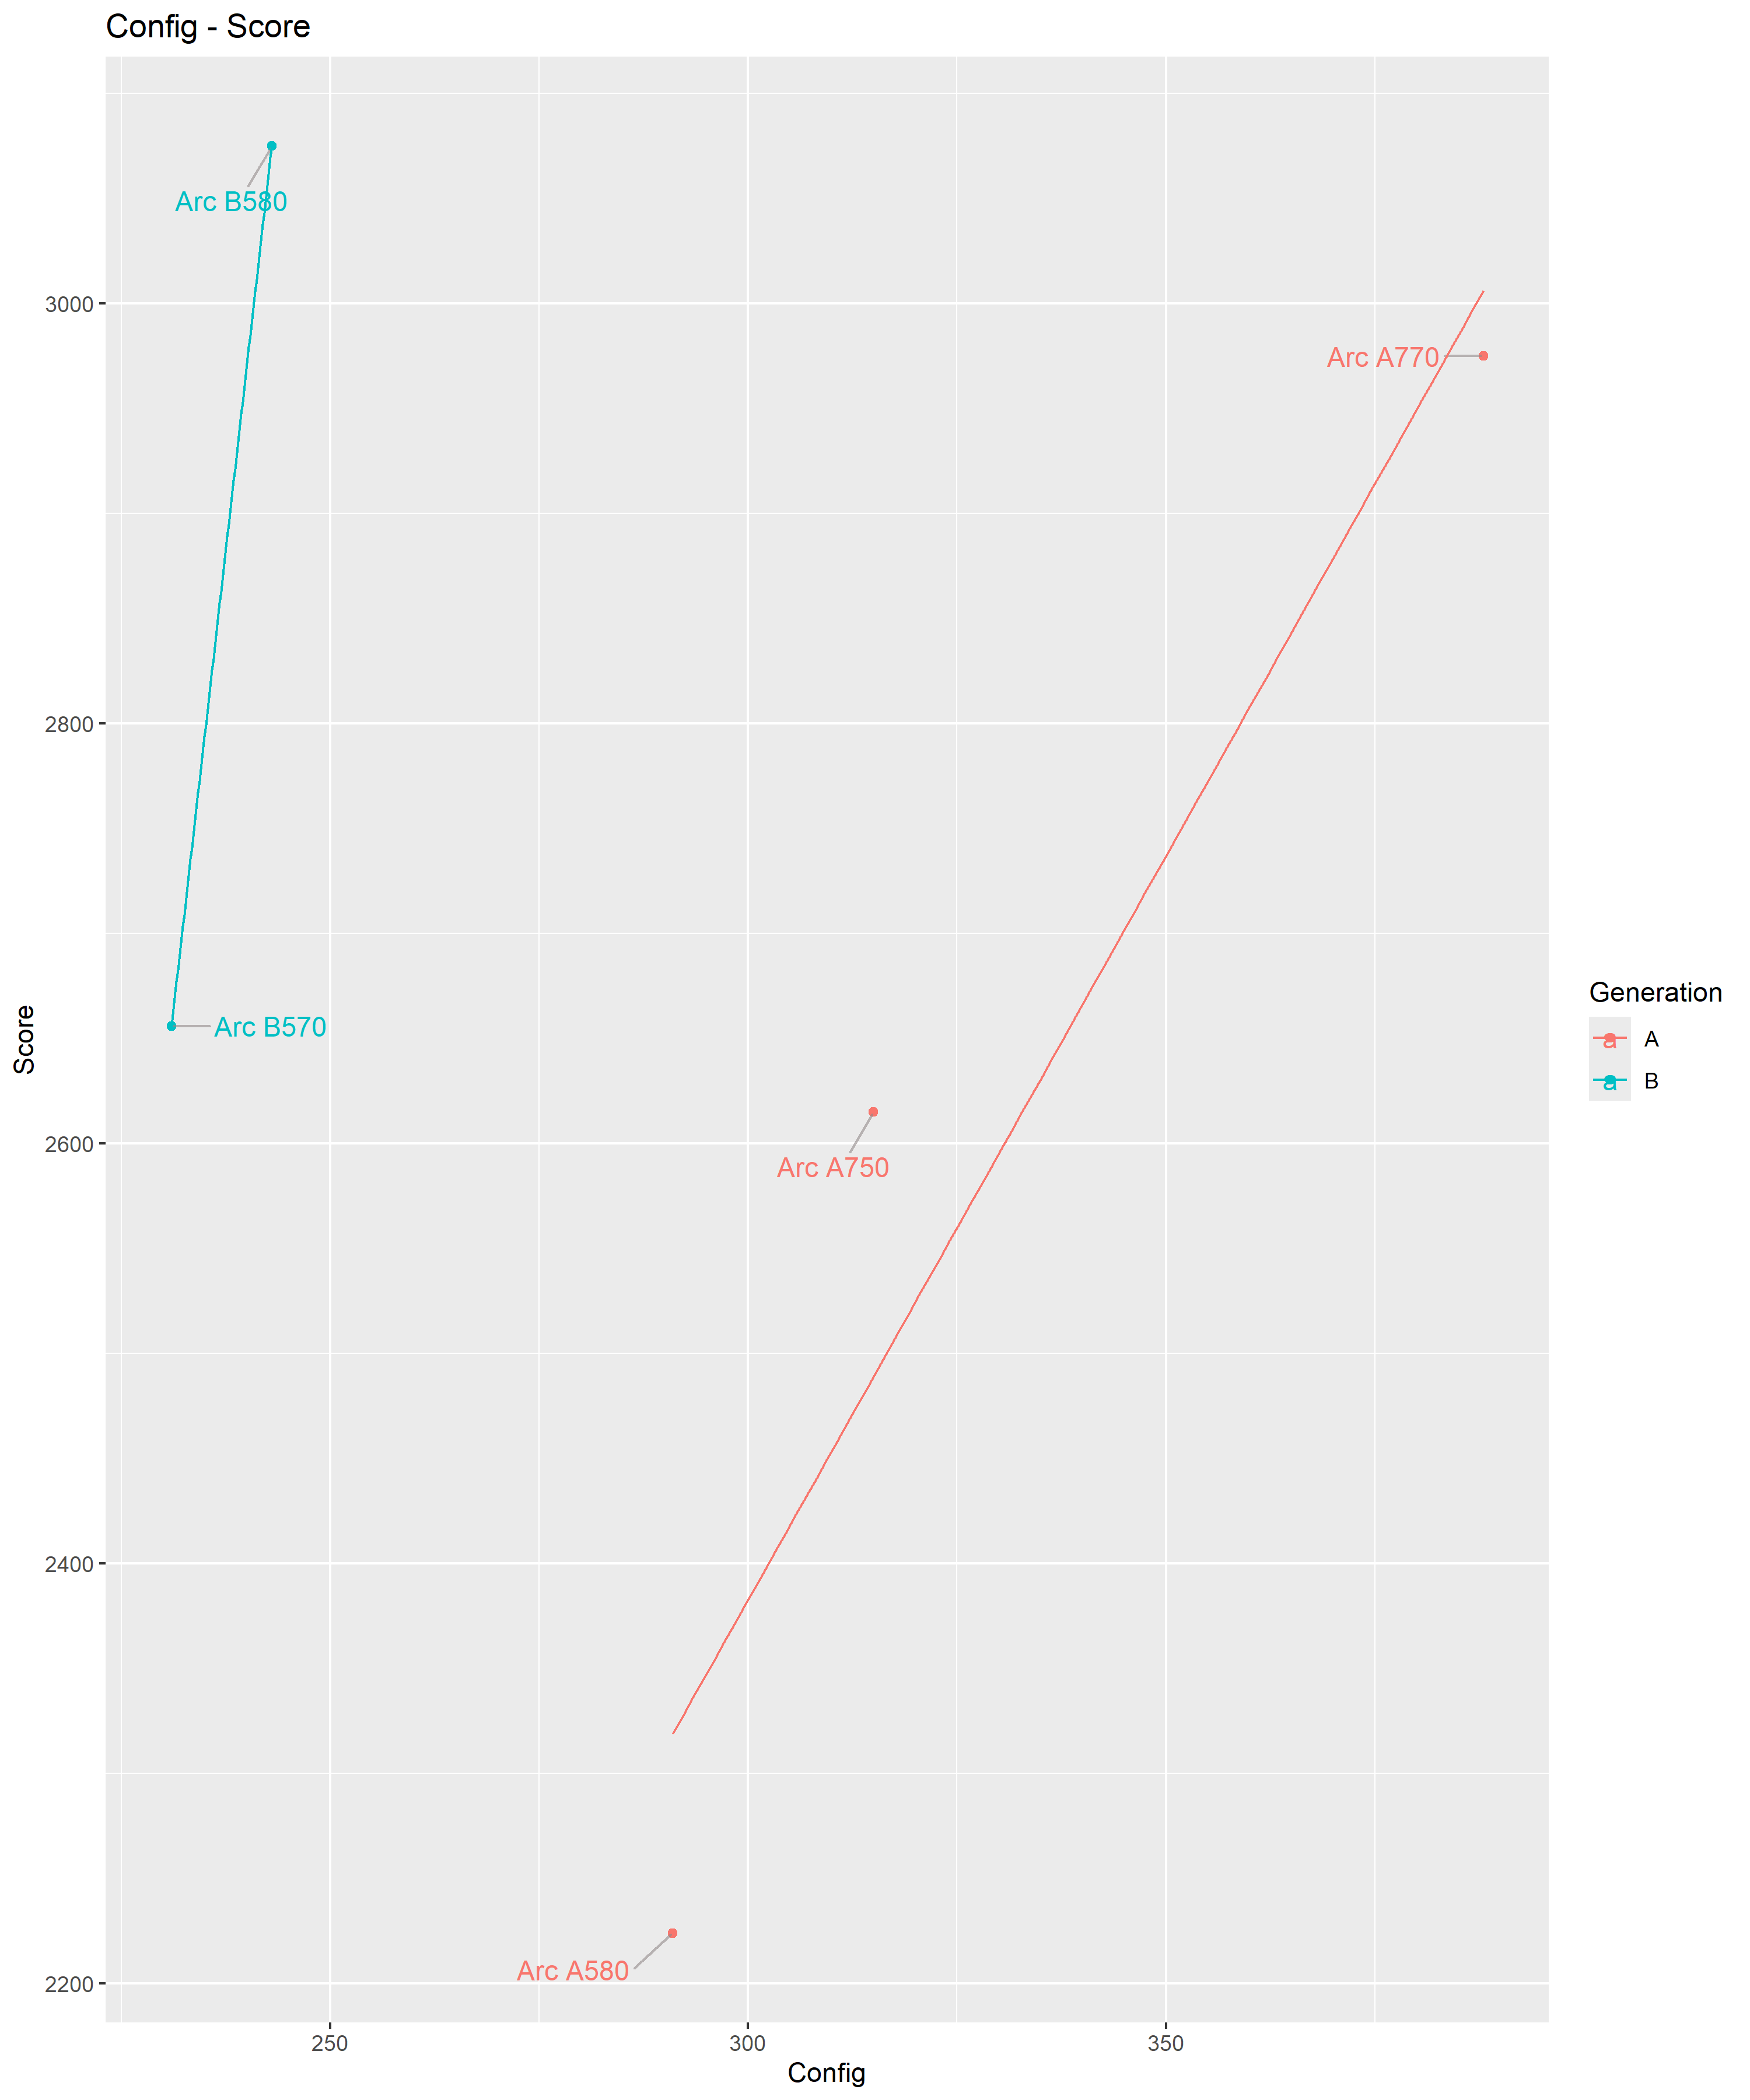 Config - Score
Arc B580
3000
Arc A770
2800
Score
Generation
Arc B570
a A
a B
2600
Arc A750
2400
Arc A580
2200
250 300 350
Config